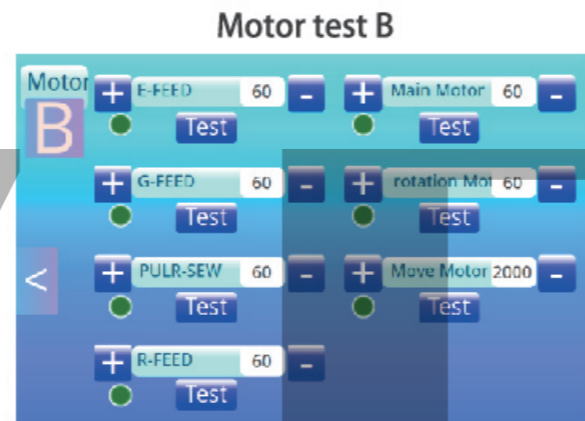 Motor test B
Motor
B
+ E-FEED 60 -
Test
+ Main Motor 60 -
Test
+ G-FEED 60 -
Test
+ rotation Mot 60 -
Test
<
+ PULR-SEW 60 -
Test
+ Move Motor 2000 -
Test
+ R-FEED 60 -
Test